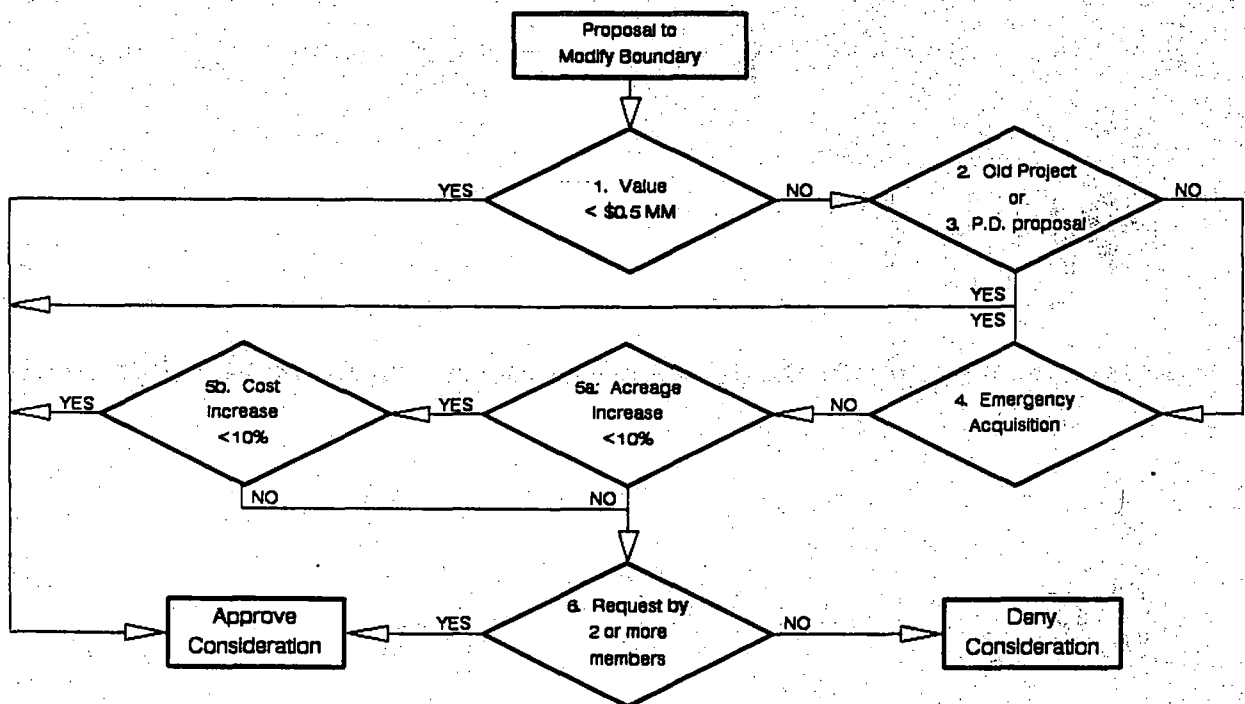 Proposal to
Modify Boundary
1. Value
< $0.5 MM
YES
NO
2. Old Project
or
3. P.D. proposal
NO
YES
YES
5b. Cost
Increase
<10%
YES
5a: Acreage
Increase
<10%
YES
NO
4. Emergency
Acquisition
NO
NO
6. Request by
2 or more
members
YES
NO
Approve
Consideration
Deny
Consideration